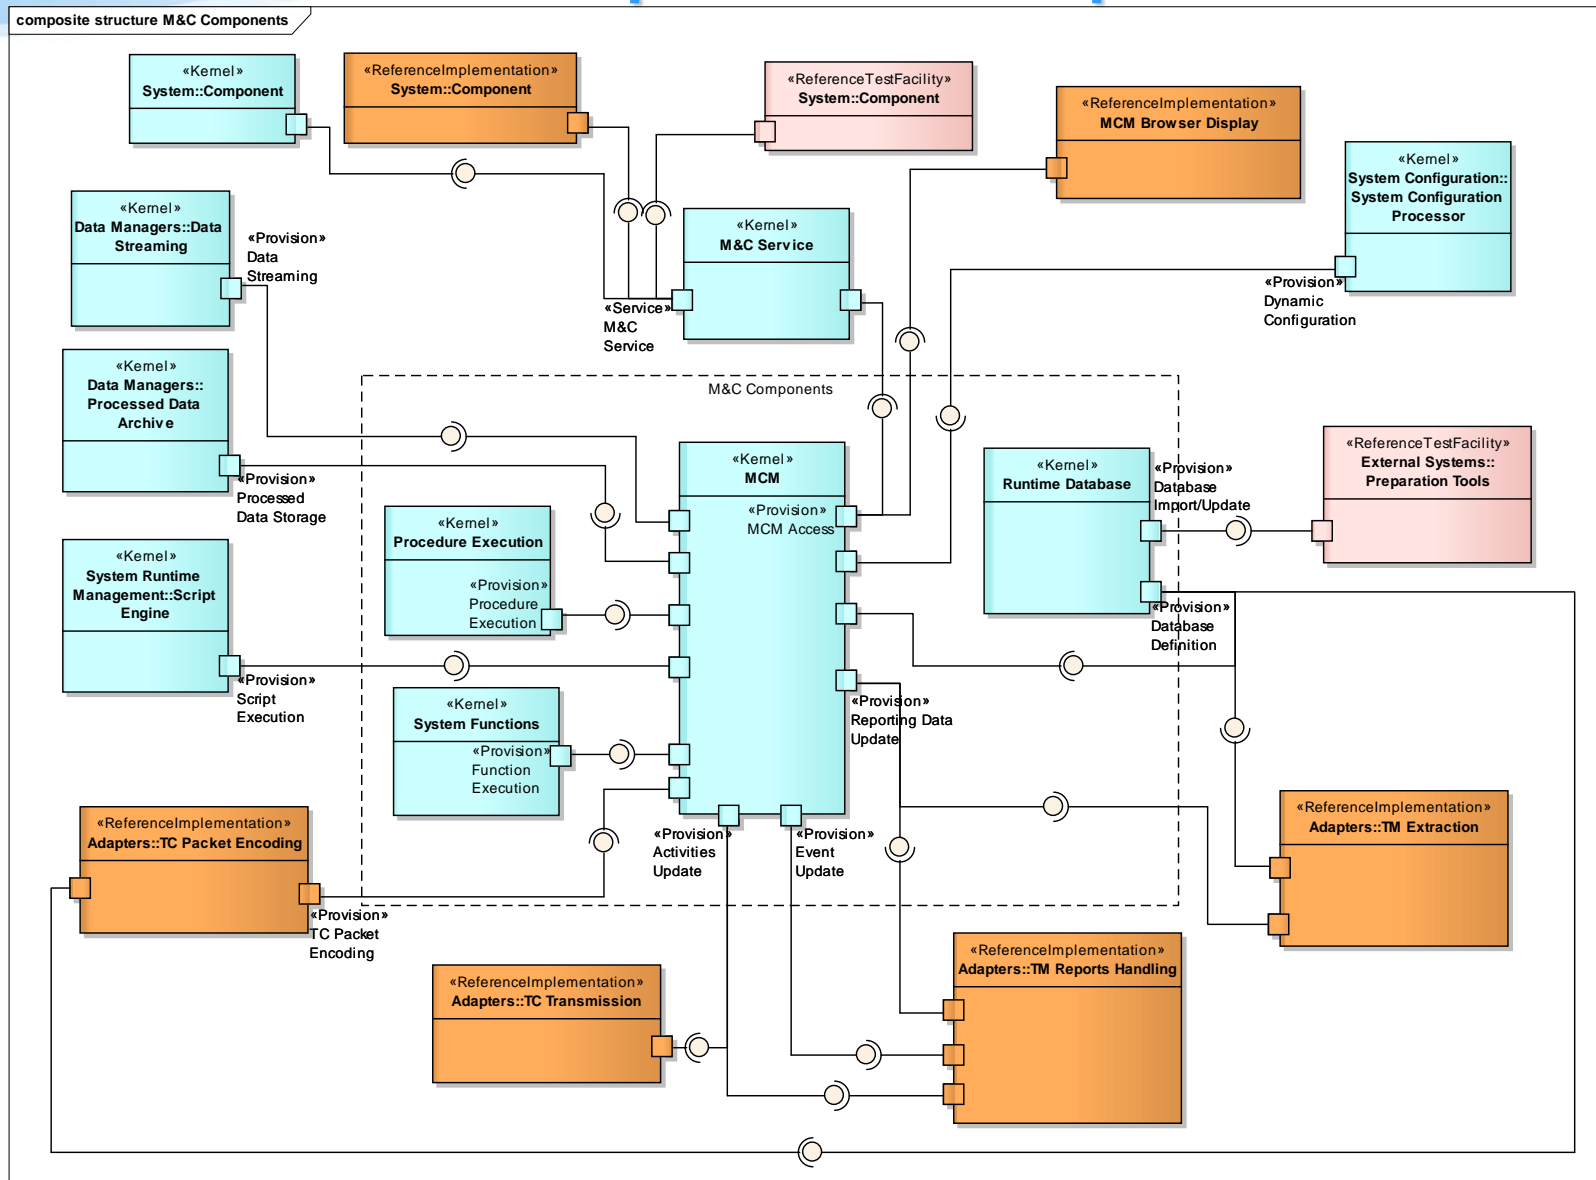 composite structure M&C Components
«Kernel»
System::Component
«ReferenceImplementation»
System::Component
«ReferenceTestFacility»
System::Component
«ReferenceImplementation»
MCM Browser Display
«Kernel»
System Configuration::
System Configuration
Processor
«Provision»
Dynamic
Configuration
«Kernel»
Data Managers::Data
Streaming
«Provision»
Data
Streaming
«Kernel»
M&C Service
«Service»
M&C
Service
«Kernel»
Data Managers::
Processed Data
Archive
«Provision»
Processed
Data Storage
M&C Components
«Kernel»
MCM
«Provision»
MCM Access
«Kernel»
Runtime Database
«Provision»
Database
Import/Update
«Provision»
Database
Definition
«ReferenceTestFacility»
External Systems::
Preparation Tools
«Kernel»
Procedure Execution
«Provision»
Procedure
Execution
«Kernel»
System Runtime
Management::Script
Engine
«Provision»
Script
Execution
«Kernel»
System Functions
«Provision»
Function
Execution
«Provision»
Reporting Data
Update
«Provision»
Activities
Update
«Provision»
Event
Update
«ReferenceImplementation»
Adapters::TC Packet Encoding
«Provision»
TC Packet
Encoding
«ReferenceImplementation»
Adapters::TM Extraction
«ReferenceImplementation»
Adapters::TC Transmission
«ReferenceImplementation»
Adapters::TM Reports Handling